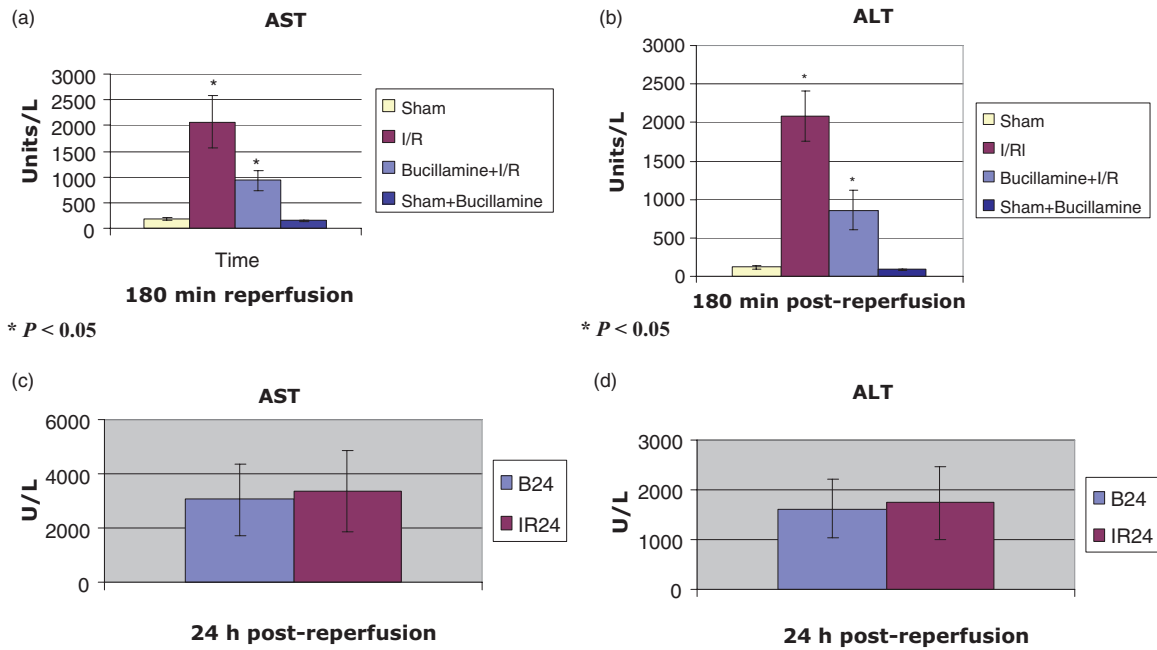 (a)
AST
3000
2500
2000
1500
1000
500
0
Units/L
*
*
Time
180 min reperfusion
Sham
I/R
Bucillamine+I/R
Sham+Bucillamine
* P < 0.05
(b)
ALT
3000
2500
2000
1500
1000
500
0
Units/L
*
*
180 min post-reperfusion
Sham
I/RI
Bucillamine+I/R
Sham+Bucillamine
* P < 0.05
(c)
AST
6000
4000
2000
0
U/L
24 h post-reperfusion
B24
IR24
(d)
ALT
3000
2000
1000
0
U/L
24 h post-reperfusion
B24
IR24